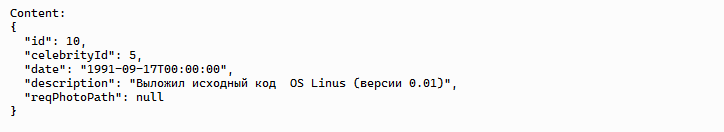 Content:
{
  "id": 10,
  "celebrityId": 5,
  "date": "1991-09-17T00:00:00",
  "description": "Выложил исходный код  OS Linus (версии 0.01)",
  "reqPhotoPath": null
}